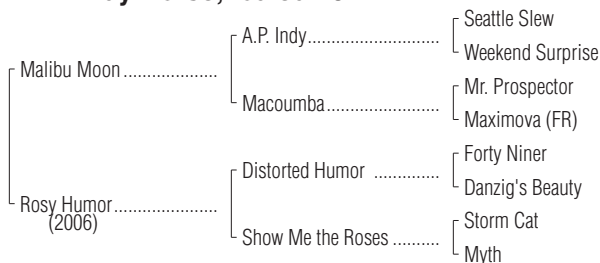 Seattle Slew
A.P. Indy
Weekend Surprise
Malibu Moon
Mr. Prospector
Macoumba
Maximova (FR)
Forty Niner
Distorted Humor
Danzig's Beauty
Rosy Humor
(2006)
Storm Cat
Show Me the Roses
Myth